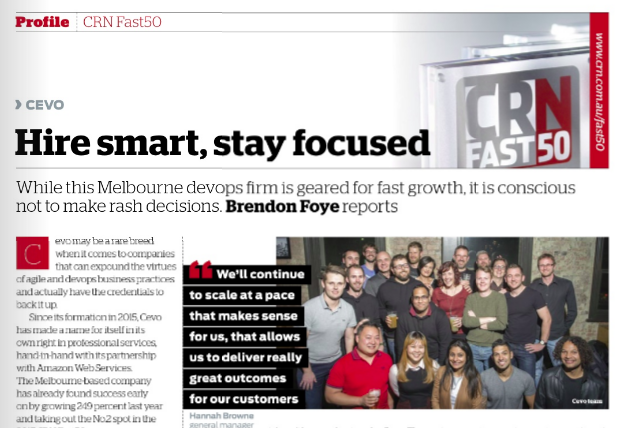 Profile CRN Fast50
www.crn.com.au/fast50
CRN
FAST50
CEVO
Hire smart, stay focused
While this Melbourne devops firm is geared for fast growth, it is conscious
not to make rash decisions. Brendon Foye reports
Cevo may be a rare breed
when it comes to companies
that can expound the virtues
of agile and devops business practices
and actually have the credentials to
back it up.
Since its formation in 2015, Cevo
has made a name for itself in its
own right in professional services,
hand-in-hand with its partnership
with Amazon Web Services.
The Melbourne-based company
has already found success early
on by growing 249 percent last year
and taking out the No.2 spot in the
“We'll continue
to scale at a pace
that makes sense
for us, that allows
us to deliver really
great outcomes
for our customers
Hannah Browne
general manager
Cevo team